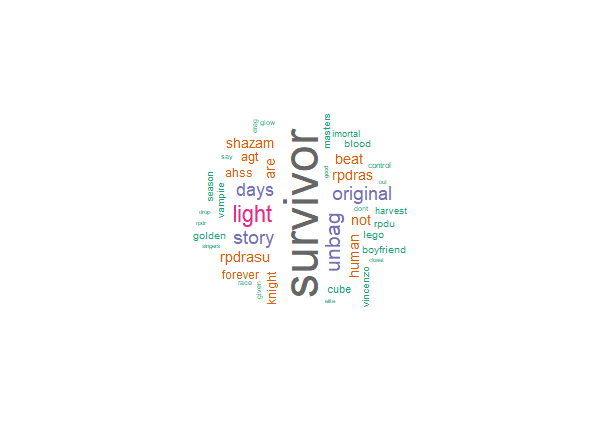 survivor
light
story
days
original
unbag
rpdrasu
shazam
agt
ahss
are
beat
rpdras
not
human
knight
forever
season
vampire
golden
masters
imortal
blood
control
dont
harvest
rpdu
lego
boyfriend
vincenzo
cube
drag
glow
say
drop
rpdr
singers
face
given
good
out
closet
elite